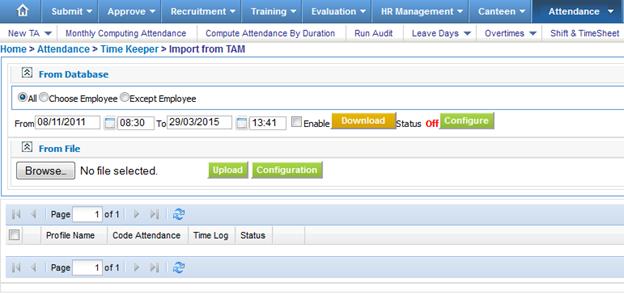 Submit Approve Recruitment Training Evaluation HR Management Canteen Attendance
New TA Monthly Computing Attendance Compute Attendance By Duration Run Audit Leave Days Overtimes Shift & TimeSheet
Home > Attendance > Time Keeper > Import from TAM
From Database
All Choose Employee Except Employee
From 08/11/2011 08:30 To 29/03/2015 13:41 Enable Download Status Off Configure
From File
Browse... No file selected. Upload Configuration
Page 1 of 1
Profile Name Code Attendance Time Log Status
Page 1 of 1